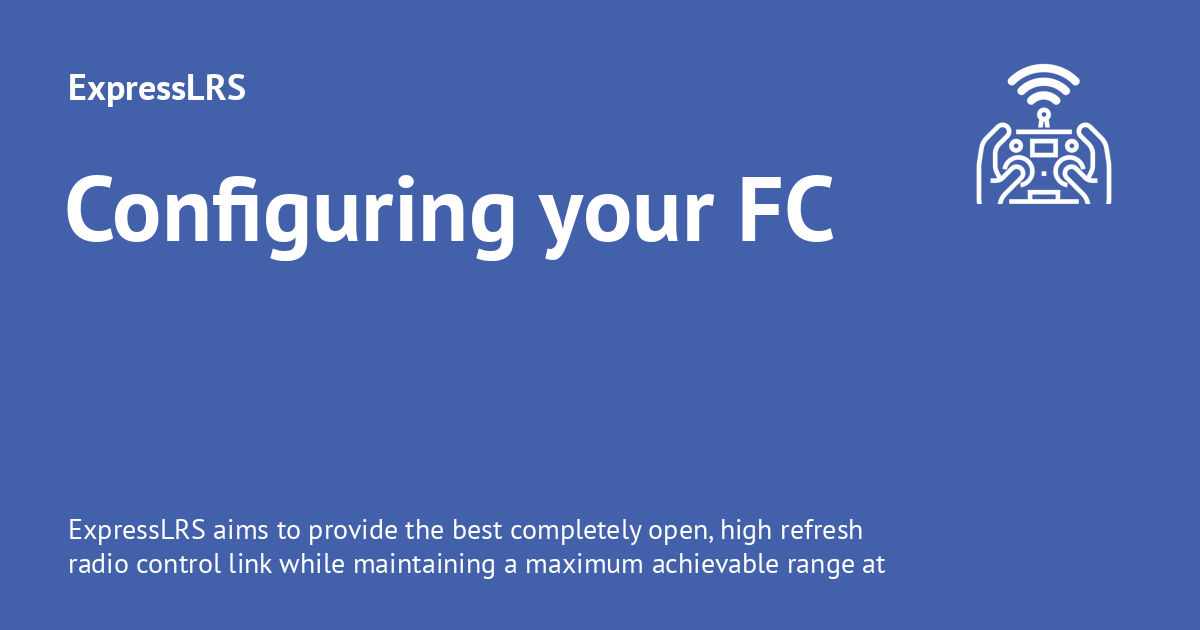 ExpressLRS
Configuring your FC
ExpressLRS aims to provide the best completely open, high refresh
radio control link while maintaining a maximum achievable range at